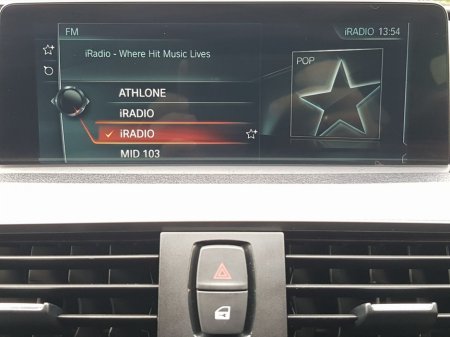 FM
iRADIO 13:54
iRadio - Where Hit Music Lives
POP
ATHLONE
iRADIO
iRADIO
MID 103